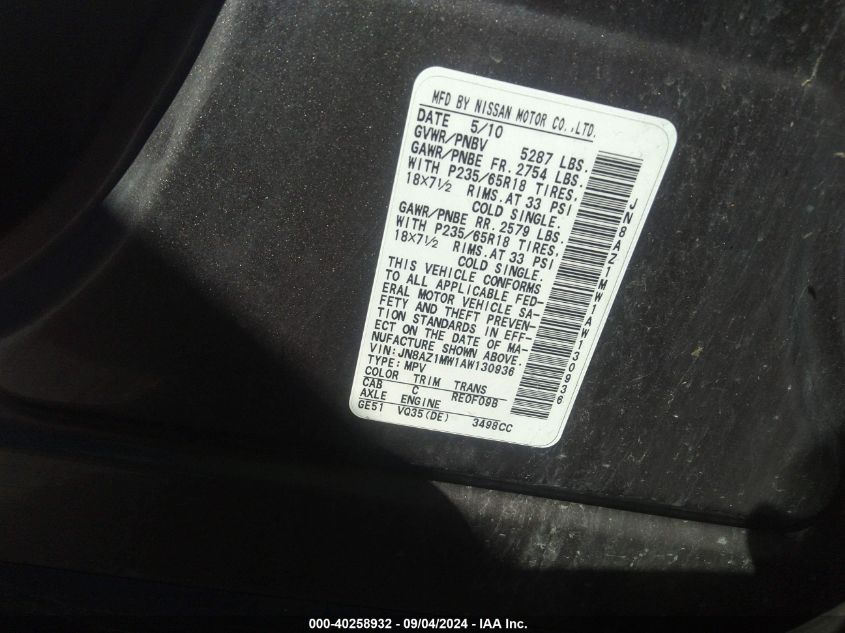 MFD BY NISSAN MOTOR CO.,LTD.
DATE 5/10
GVWR/PNBV 5287 LBS.
GAWR/PNBE FR. 2754 LBS.
WITH P235/65R18 TIRES,
18×7½ RIMS.AT 33 PSI
COLD SINGLE.
GAWR/PNBE RR. 2579 LBS.
WITH P235/65R18 TIRES,
18×7½ RIMS.AT 33 PSI
COLD SINGLE.
THIS VEHICLE CONFORMS
TO ALL APPLICABLE FED-
ERAL MOTOR VEHICLE SA-
FETY AND THEFT PREVEN-
TION STANDARDS IN EFF-
ECT ON THE DATE OF MA-
NUFACTURE SHOWN ABOVE.
VIN: JN8AZ1MW1AW130936
TYPE: MPV
COLOR TRIM TRANS
CAB C RE0F09B
AXLE ENGINE
GE51 VQ35(DE) 3498CC
JN8AZ1MW1AW130936
000-40258932 - 09/04/2024 - IAA Inc.